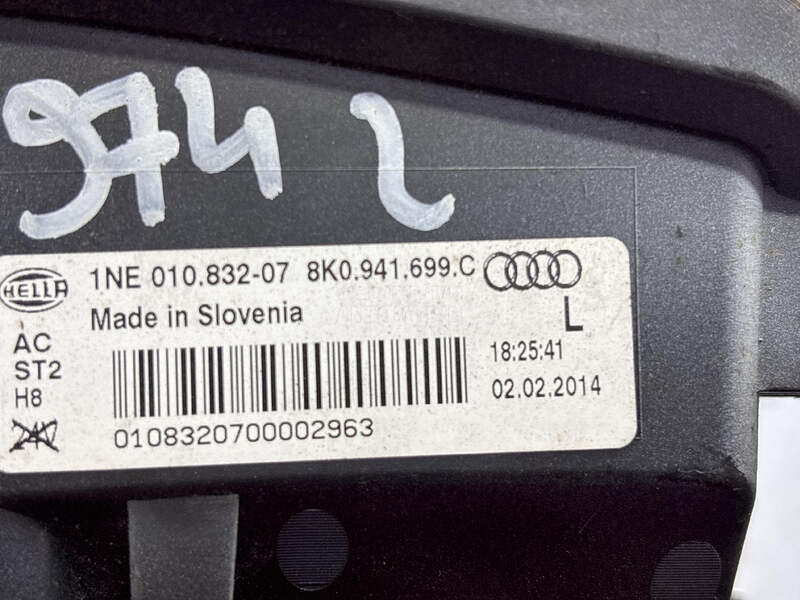 974 2
HELLA 1NE 010.832-07 8K0.941.699.C
Made in Slovenia
L
AC
ST2
H8
24V
18:25:41
02.02.2014
0108320700002963